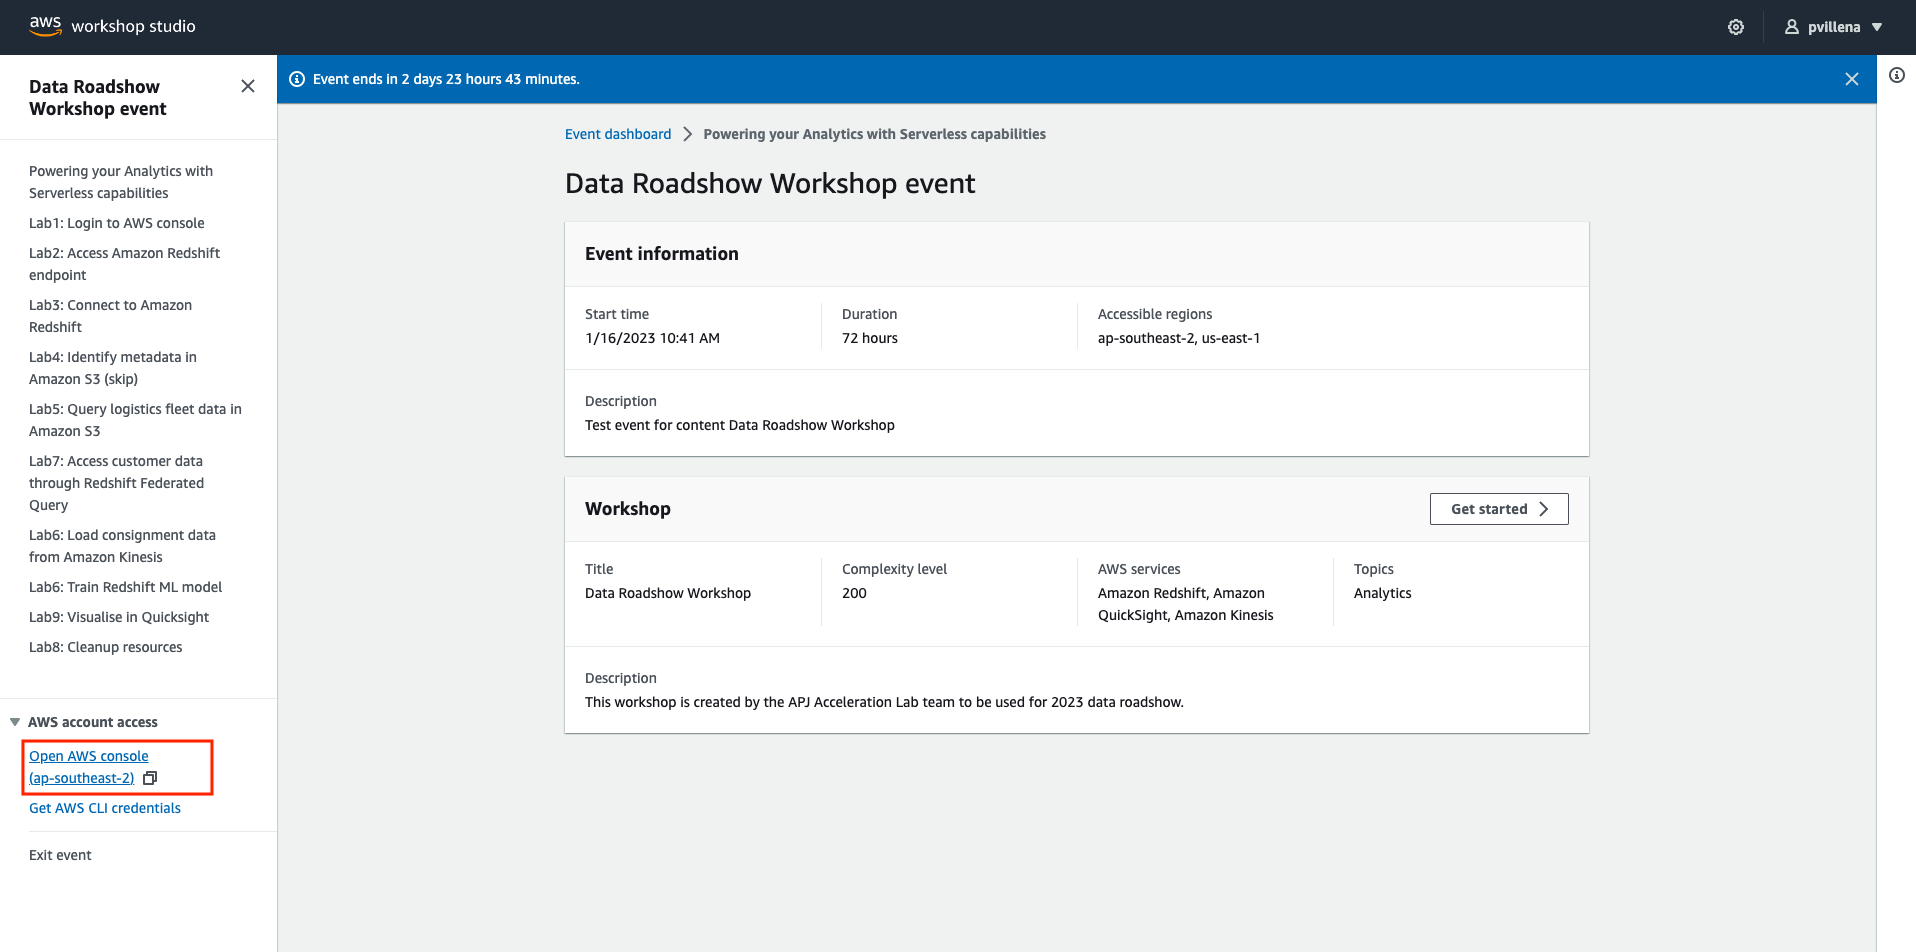 aws workshop studio
pvillena
Data Roadshow
Workshop event
Powering your Analytics with
Serverless capabilities
Lab1: Login to AWS console
Lab2: Access Amazon Redshift
endpoint
Lab3: Connect to Amazon
Redshift
Lab4: Identify metadata in
Amazon S3 (skip)
Lab5: Query logistics fleet data in
Amazon S3
Lab7: Access customer data
through Redshift Federated
Query
Lab6: Load consignment data
from Amazon Kinesis
Lab6: Train Redshift ML model
Lab9: Visualise in Quicksight
Lab8: Cleanup resources
AWS account access
Open AWS console
(ap-southeast-2)
Get AWS CLI credentials
Exit event
Event ends in 2 days 23 hours 43 minutes.
Event dashboard
Powering your Analytics with Serverless capabilities
Data Roadshow Workshop event
Event information
Start time
1/16/2023 10:41 AM
Duration
72 hours
Accessible regions
ap-southeast-2, us-east-1
Description
Test event for content Data Roadshow Workshop
Workshop
Get started
Title
Data Roadshow Workshop
Complexity level
200
AWS services
Amazon Redshift, Amazon
QuickSight, Amazon Kinesis
Topics
Analytics
Description
This workshop is created by the APJ Acceleration Lab team to be used for 2023 data roadshow.